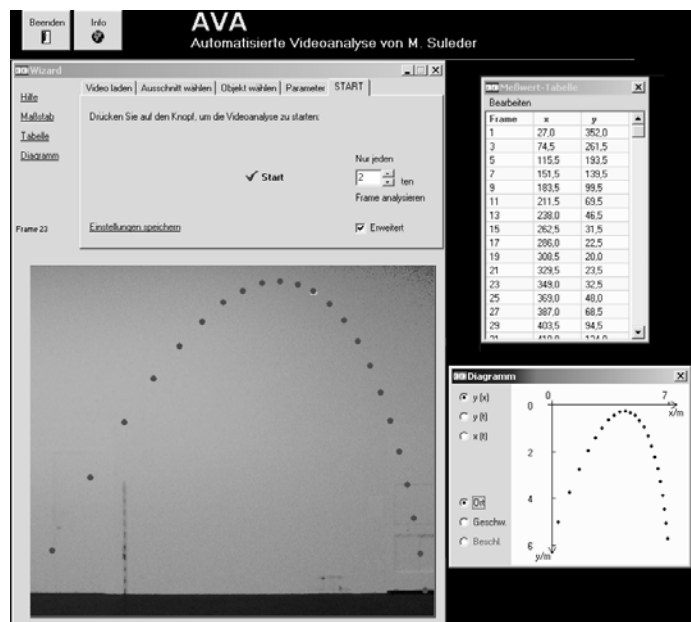 Beenden
Info
AVA
Automatisierte Videoanalyse von M. Suleder
Wizard
Hilfe
Maßstab
Tabelle
Diagramm
Frame 23
Video laden Ausschnitt wählen Objekt wählen Parameter START
Drücken Sie auf den Knopf, um die Videoanalyse zu starten:
Start
Nur jeden
2 ten
Frame analysieren
Einstellungen speichern
Erweitert
Meßwert-Tabelle
Bearbeiten
Frame x y
1 27,0 352,0
3 74,5 261,5
5 115,5 193,5
7 151,5 139,5
9 183,5 99,5
11 211,5 69,5
13 238,0 46,5
15 262,5 31,5
17 286,0 22,5
19 308,5 20,0
21 329,5 23,5
23 349,0 32,5
25 369,0 48,0
27 387,0 68,5
29 403,5 94,5
Diagramm
y (x)
y (t)
x (t)
Ort
Geschw.
Beschl.
0 7
x/m
0
2
4
6
y/m